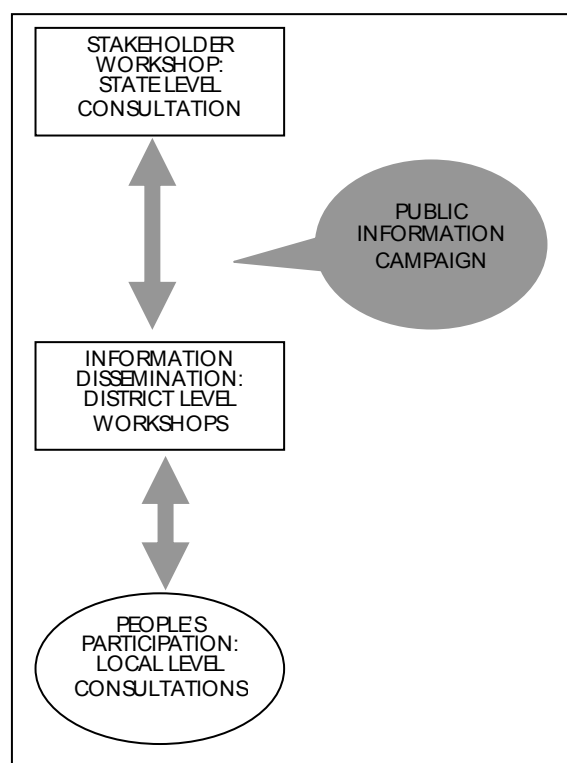 STAKEHOLDER
WORKSHOP:
STATE LEVEL
CONSULTATION
PUBLIC
INFORMATION
CAMPAIGN
INFORMATION
DISSEMINATION:
DISTRICT LEVEL
WORKSHOPS
PEOPLE'S
PARTICIPATION:
LOCAL LEVEL
CONSULTATIONS